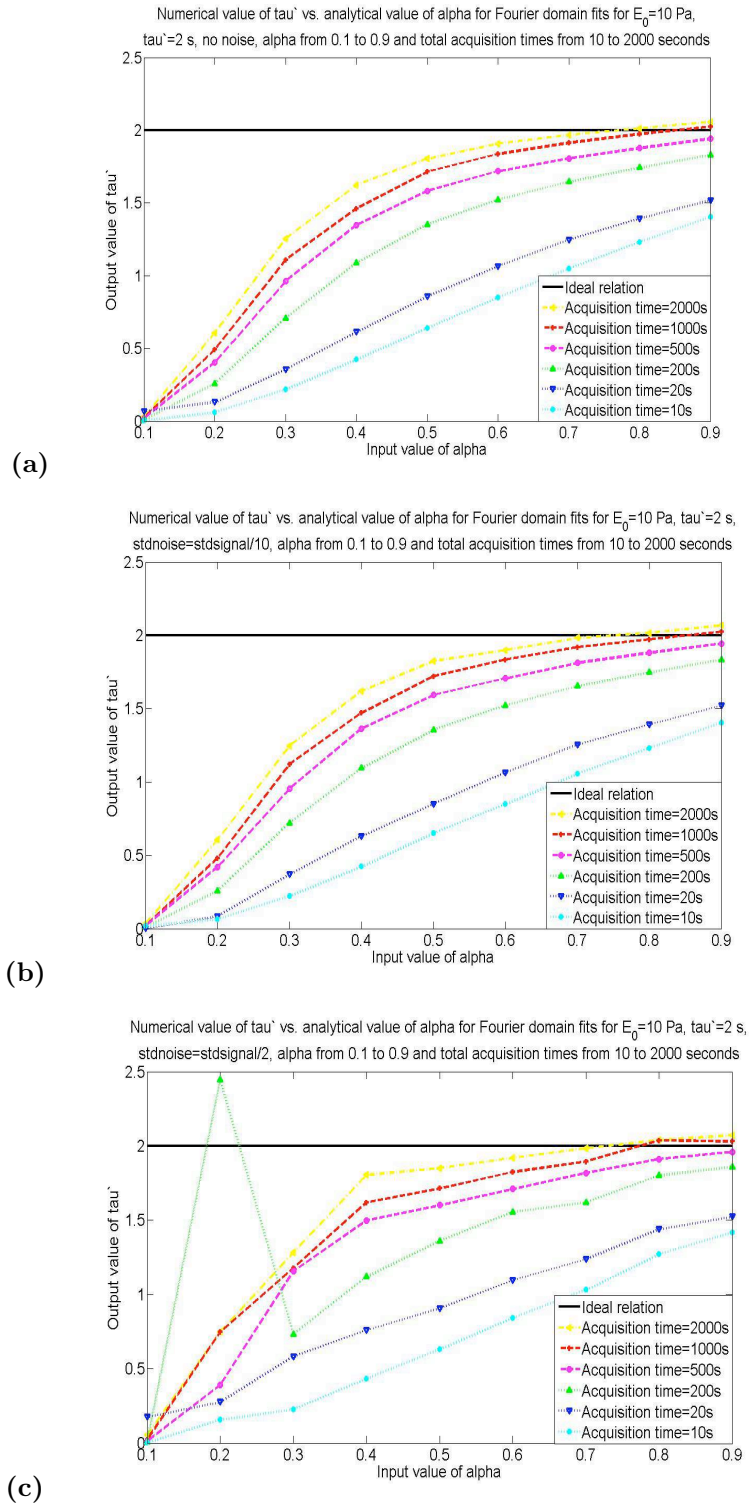 Numerical value of tau` vs. analytical value of alpha for Fourier domain fits for E_0=10 Pa,
tau`=2 s, no noise, alpha from 0.1 to 0.9 and total acquisition times from 10 to 2000 seconds
2.5
2
1.5
1
0.5
0
Output value of tau`
Ideal relation
Acquisition time=2000s
Acquisition time=1000s
Acquisition time=500s
Acquisition time=200s
Acquisition time=20s
Acquisition time=10s
0.1 0.2 0.3 0.4 0.5 0.6 0.7 0.8 0.9
Input value of alpha
(a)
Numerical value of tau` vs. analytical value of alpha for Fourier domain fits for E_0=10 Pa, tau`=2 s,
stdnoise=stdsignal/10, alpha from 0.1 to 0.9 and total acquisition times from 10 to 2000 seconds
2.5
2
1.5
1
0.5
0
Output value of tau`
Ideal relation
Acquisition time=2000s
Acquisition time=1000s
Acquisition time=500s
Acquisition time=200s
Acquisition time=20s
Acquisition time=10s
0.1 0.2 0.3 0.4 0.5 0.6 0.7 0.8 0.9
Input value of alpha
(b)
Numerical value of tau` vs. analytical value of alpha for Fourier domain fits for E_0=10 Pa, tau`=2 s,
stdnoise=stdsignal/2, alpha from 0.1 to 0.9 and total acquisition times from 10 to 2000 seconds
2.5
2
1.5
1
0.5
0
Output value of tau`
Ideal relation
Acquisition time=2000s
Acquisition time=1000s
Acquisition time=500s
Acquisition time=200s
Acquisition time=20s
Acquisition time=10s
0.1 0.2 0.3 0.4 0.5 0.6 0.7 0.8 0.9
Input value of alpha
(c)